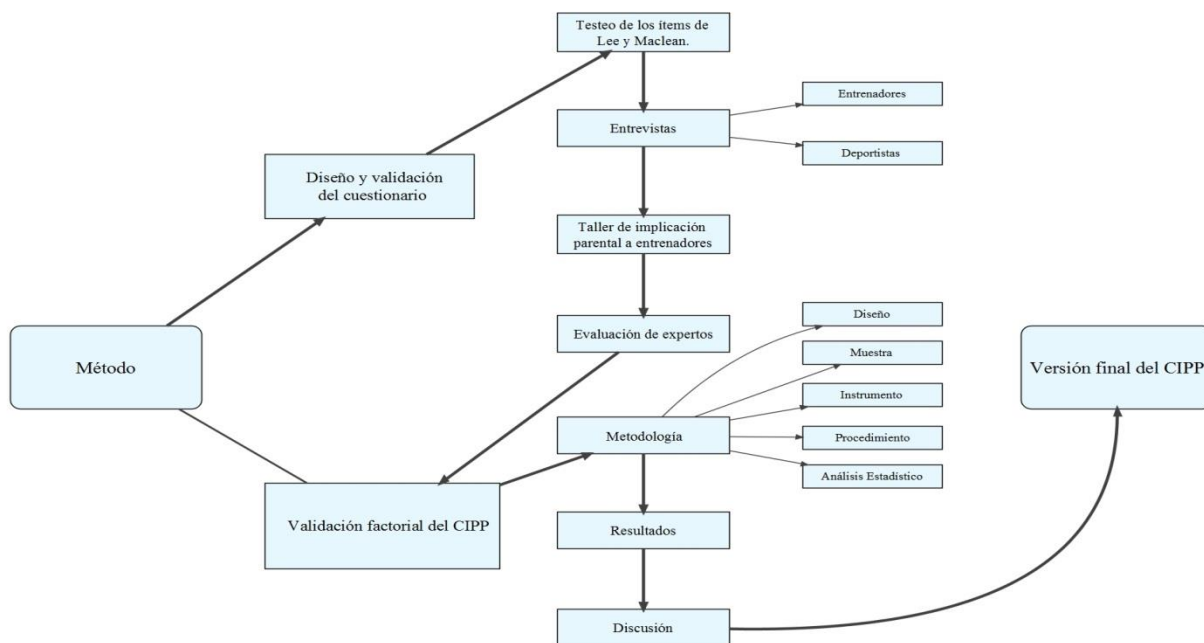 Testeo de los ítems de
Lee y Maclean.
Entrevistas
Entrenadores
Deportistas
Diseño y validación
del cuestionario
Taller de implicación
parental a entrenadores
Evaluación de expertos
Método
Diseño
Muestra
Instrumento
Procedimiento
Análisis Estadístico
Metodología
Versión final del CIPP
Validación factorial del CIPP
Resultados
Discusión